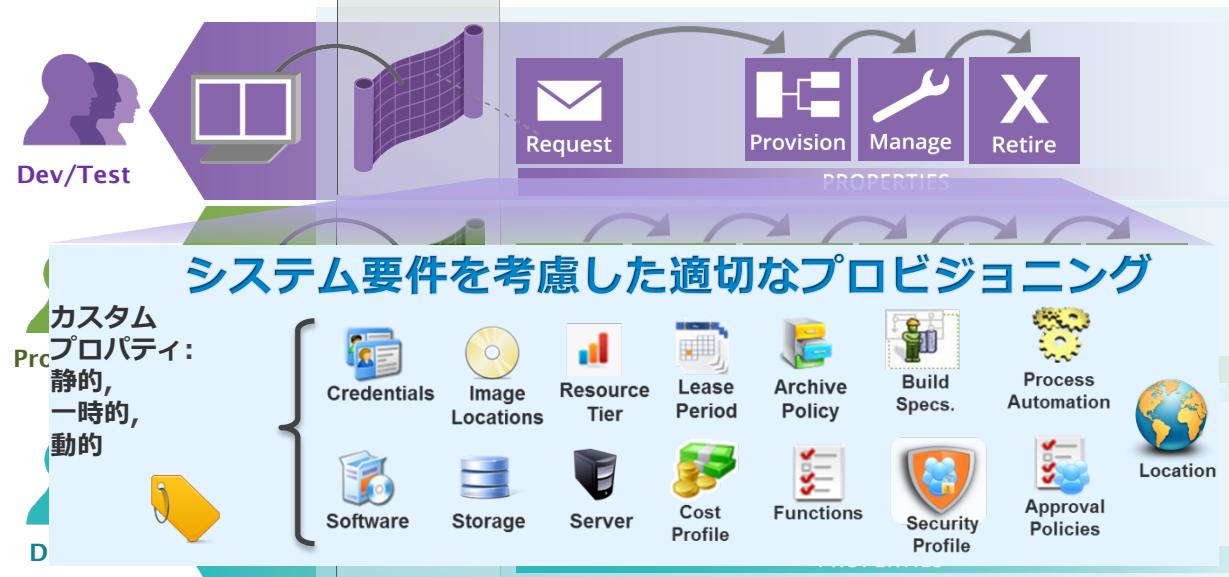 Dev/Test
Request
Provision
Manage
X
Retire
PROPERTIES
システム要件を考慮した適切なプロビジョニング
カスタム
プロパティ:
静的,
一時的,
動的
Credentials
Image
Locations
Resource
Tier
Lease
Period
Archive
Policy
Build
Specs.
Process
Automation
Location
Software
Storage
Server
Cost
Profile
Functions
Security
Profile
Approval
Policies